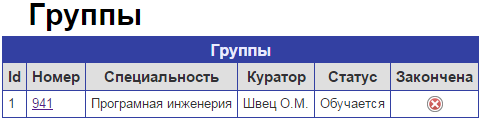 Группы
Группы
Id Номер Специальность Куратор Статус Закончена
1 941 Програмная инженерия Швец О.М. Обучается